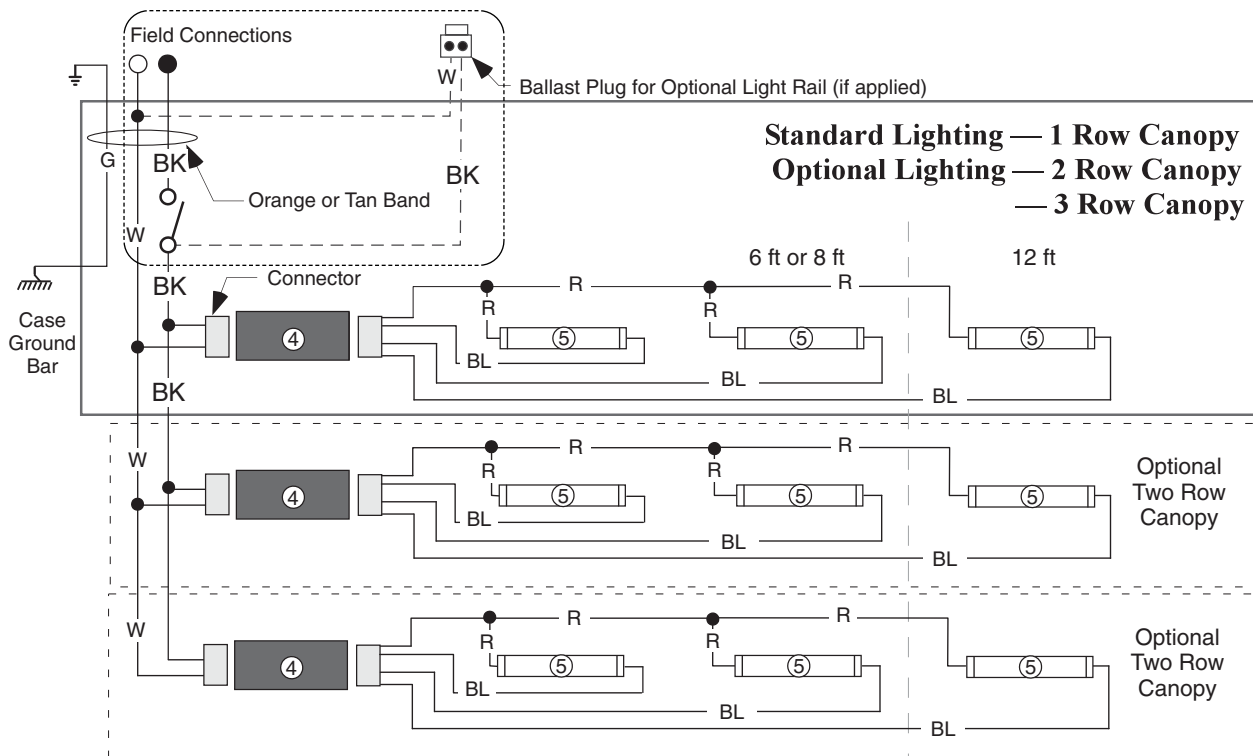 Field Connections
W
Ballast Plug for Optional Light Rail (if applied)
Standard Lighting — 1 Row Canopy
Optional Lighting — 2 Row Canopy
— 3 Row Canopy
G
BK
BK
Orange or Tan Band
W
6 ft or 8 ft
12 ft
BK
Connector
R
R
R
R
Case
Ground
Bar
4
5
5
5
BL
BL
BL
BK
W
R
R
R
R
4
5
5
5
BL
BL
BL
Optional
Two Row
Canopy
W
R
R
R
R
4
5
5
5
BL
BL
BL
Optional
Two Row
Canopy